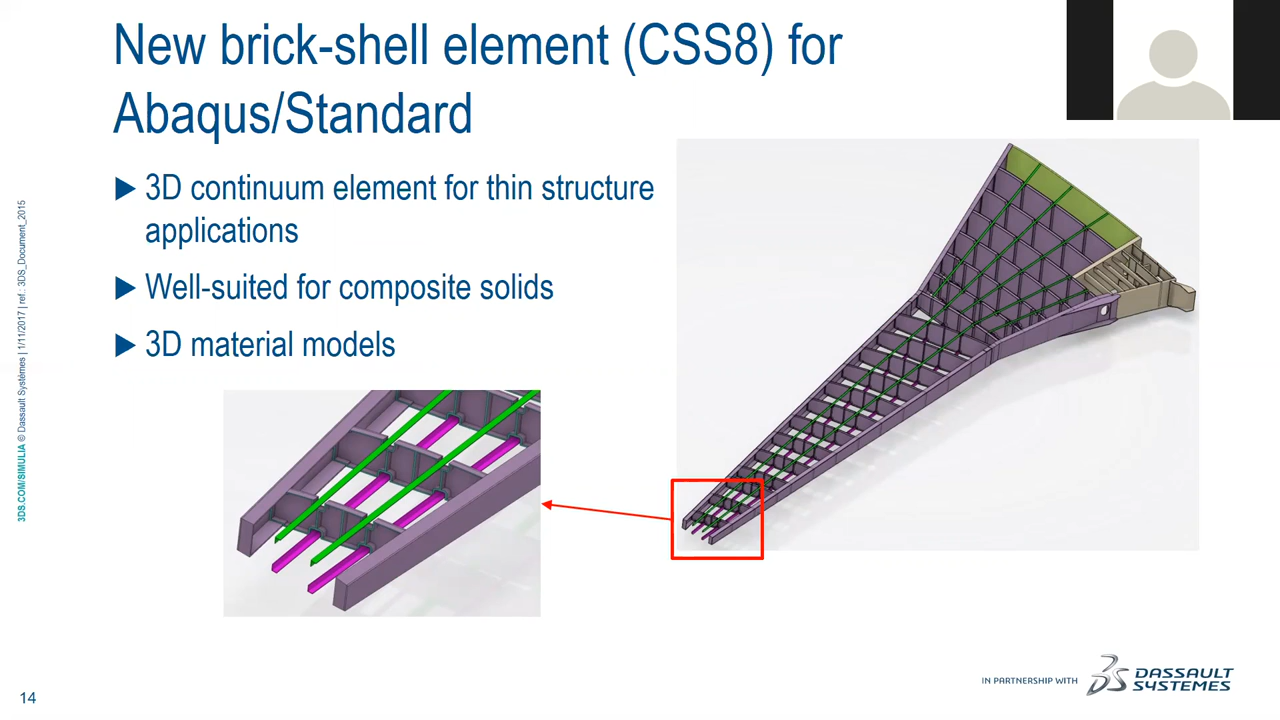 New brick-shell element (CSS8) for
Abaqus/Standard
▶ 3D continuum element for thin structure
applications
▶ Well-suited for composite solids
▶ 3D material models
3DS.COM/SIMULIA © Dassault Systèmes | 1/11/2017 | ref.: 3DS_Document_2015
14
IN PARTNERSHIP WITH
DASSAULT
SYSTEMES